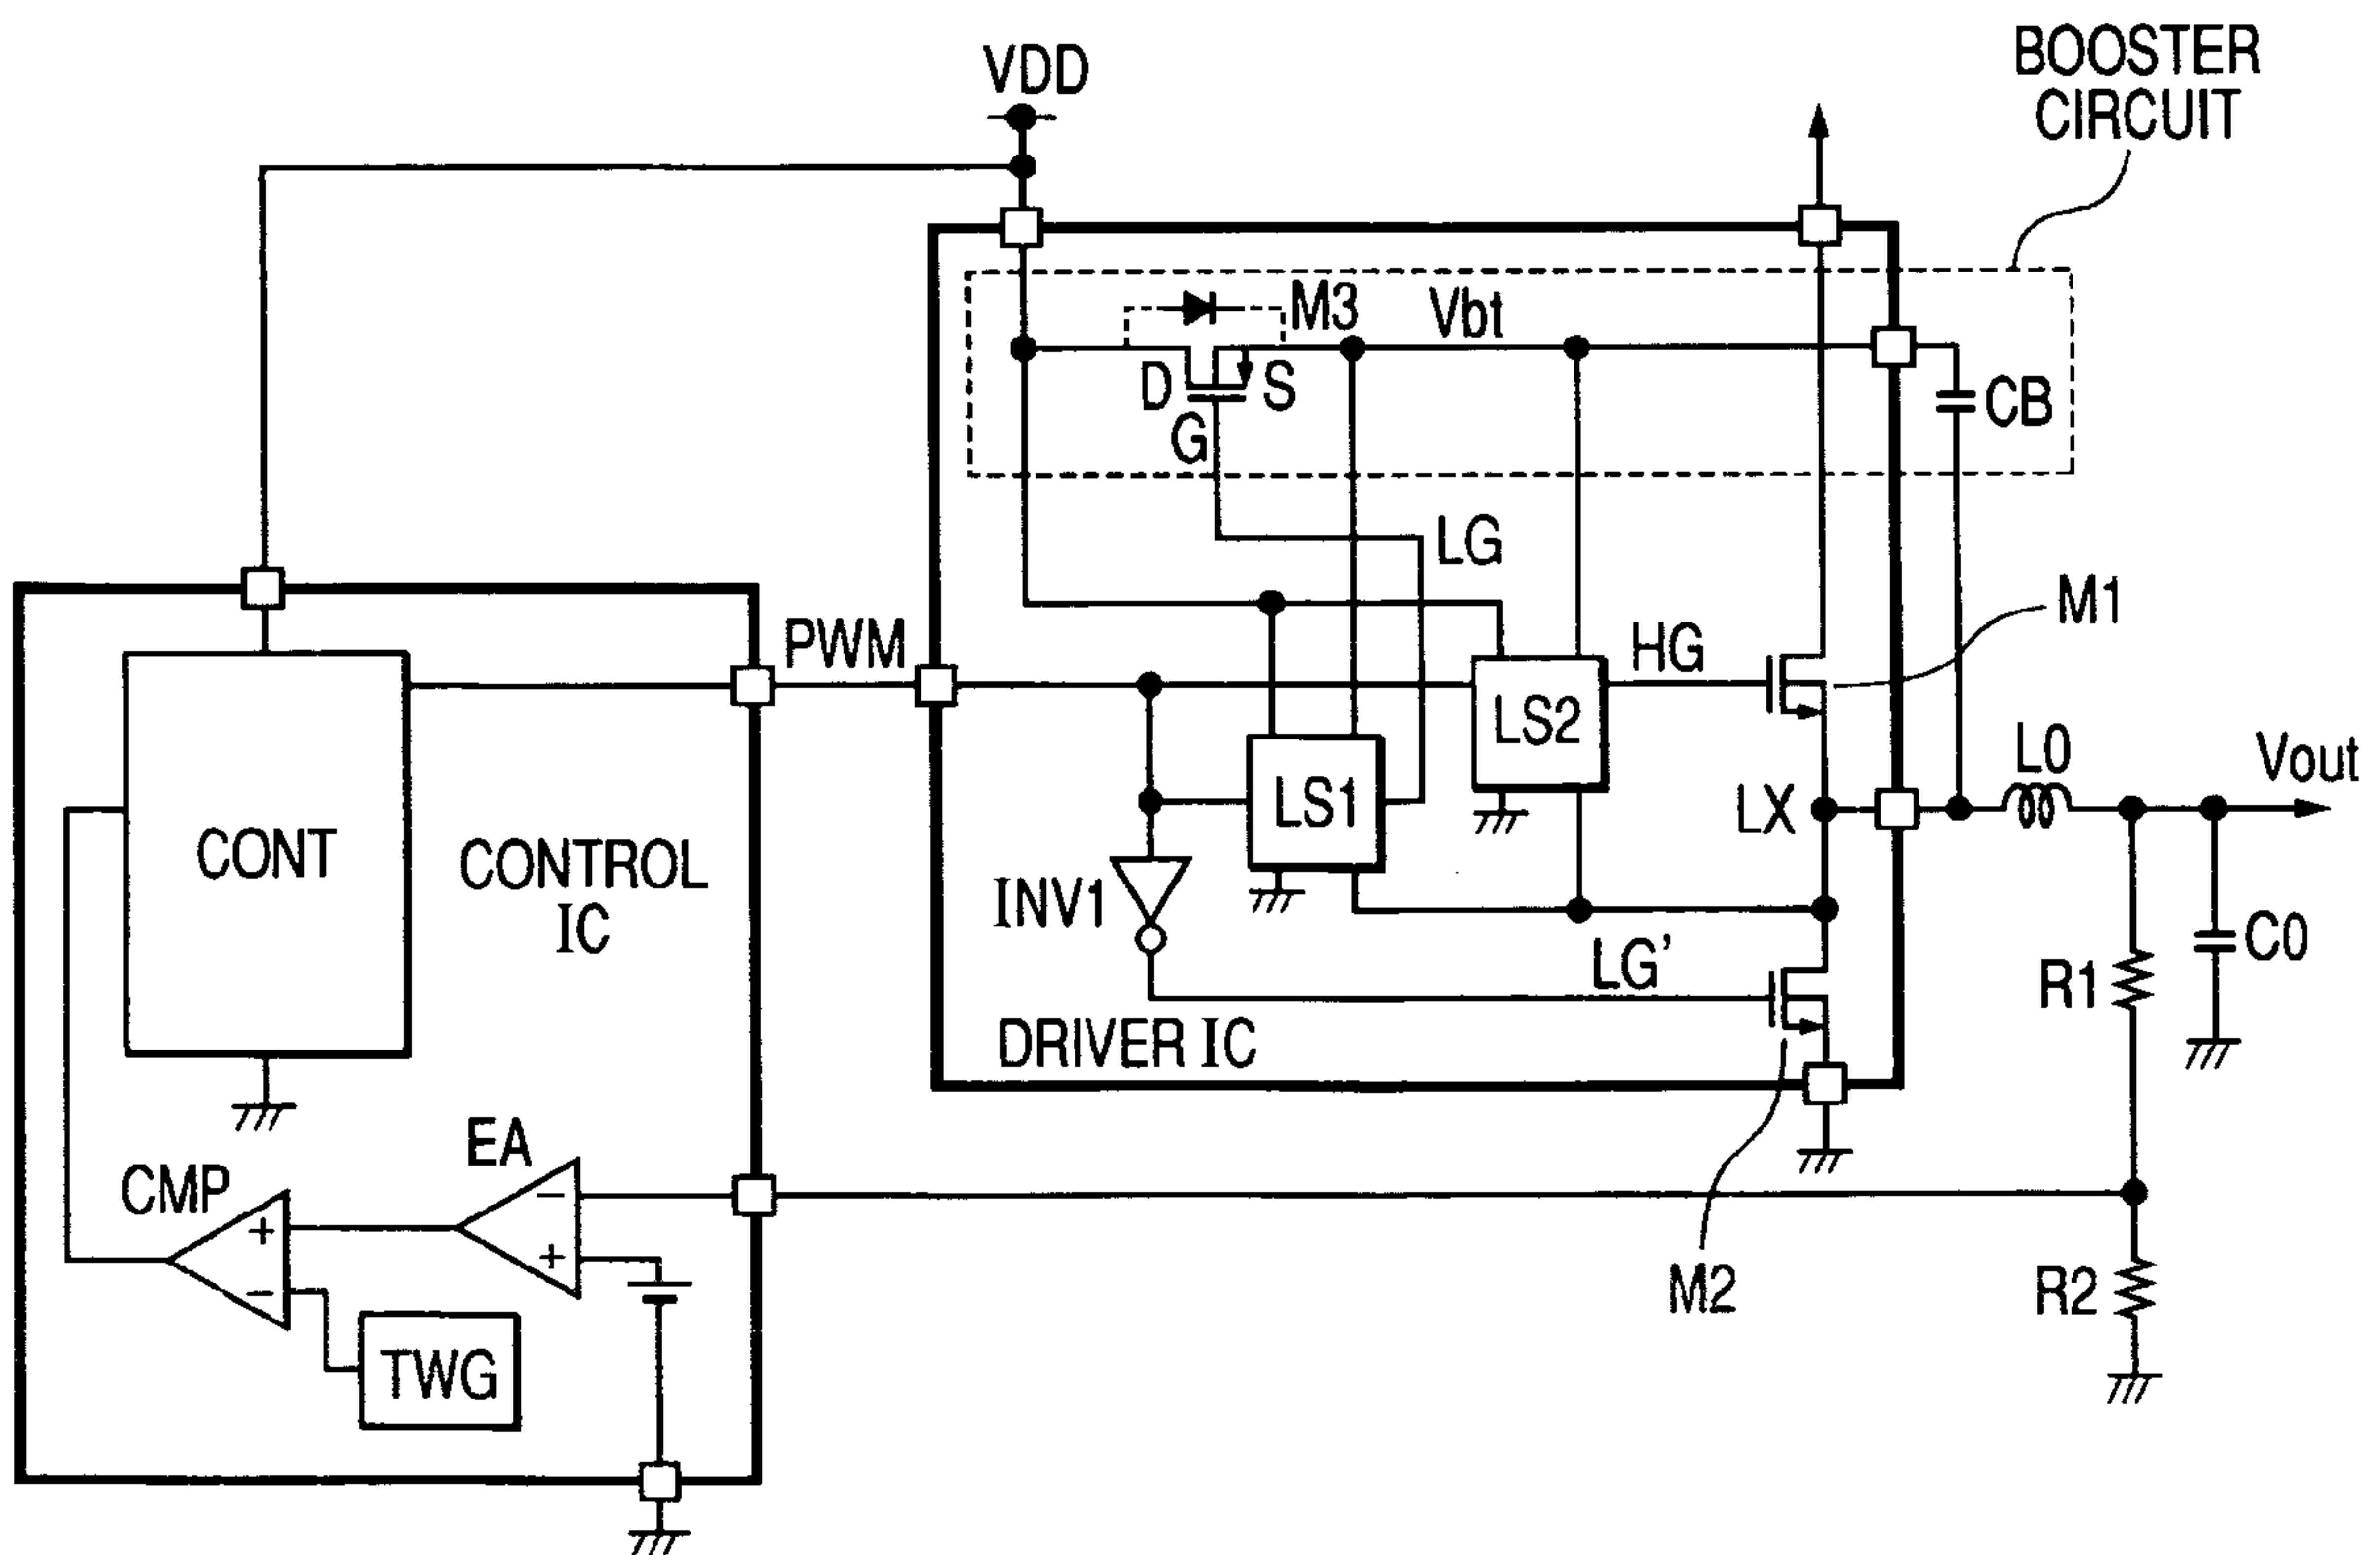 BOOSTER
CIRCUIT
VDD
M3
Vbt
D
S
G
CB
LG
M1
PWM
HG
LS2
LS1
LX
L0
Vout
CONT
CONTROL
IC
INV1
LG'
C0
R1
DRIVER IC
EA
CMP
−
+
+
−
M2
R2
TWG